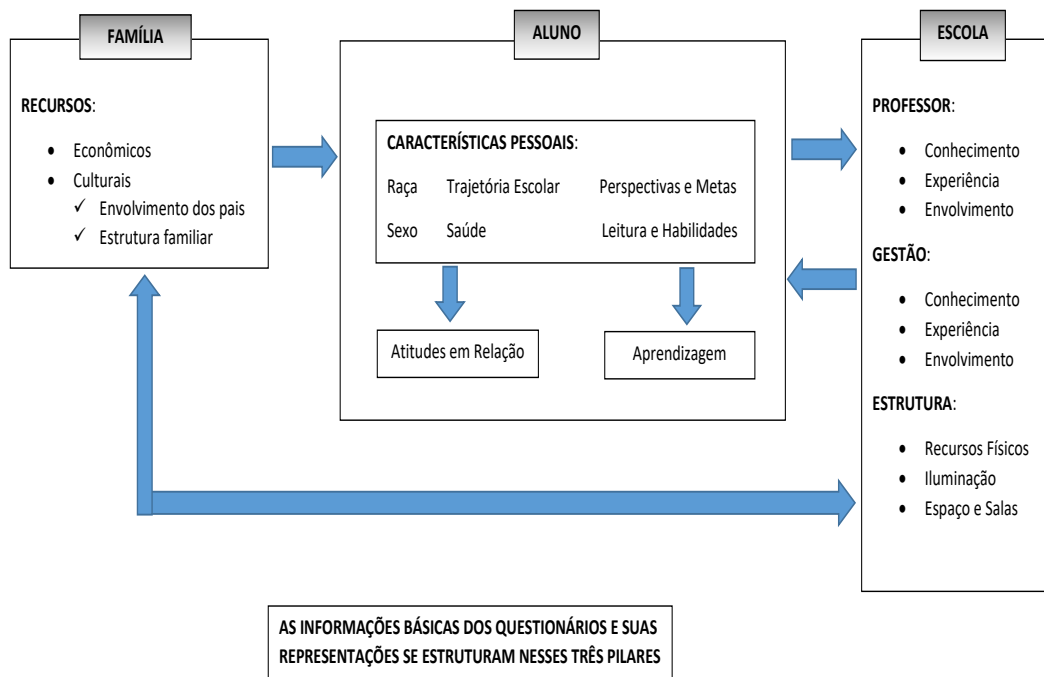 FAMÍLIA
RECURSOS:
• Econômicos
• Culturais
✓ Envolvimento dos pais
✓ Estrutura familiar
ALUNO
CARACTERÍSTICAS PESSOAIS:
Raça Trajetória Escolar Perspectivas e Metas
Sexo Saúde Leitura e Habilidades
Atitudes em Relação
Aprendizagem
ESCOLA
PROFESSOR:
• Conhecimento
• Experiência
• Envolvimento
GESTÃO:
• Conhecimento
• Experiência
• Envolvimento
ESTRUTURA:
• Recursos Físicos
• Iluminação
• Espaço e Salas
AS INFORMAÇÕES BÁSICAS DOS QUESTIONÁRIOS E SUAS
REPRESENTAÇÕES SE ESTRUTURAM NESSES TRÊS PILARES